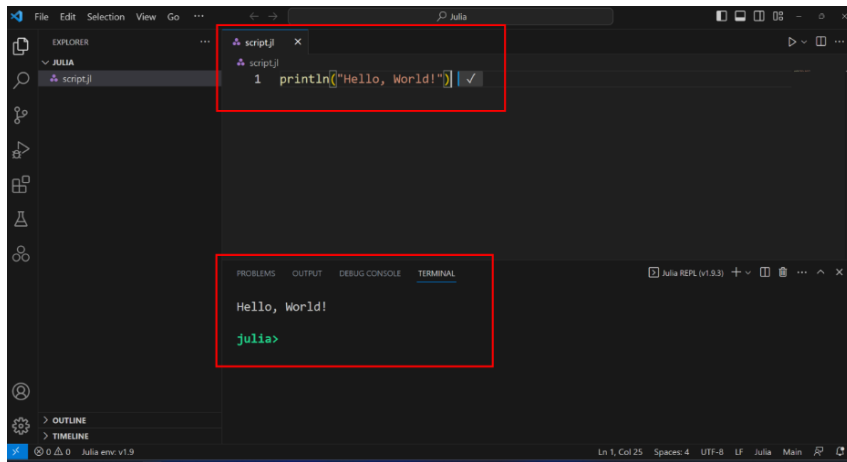 File Edit Selection View Go ... Julia
EXPLORER ...
JULIA
script.jl
script.jl
script.jl
1 println("Hello, World!") ✓
PROBLEMS OUTPUT DEBUG CONSOLE TERMINAL Julia REPL (v1.9.3)
Hello, World!
julia>
OUTLINE
TIMELINE
0 0 Julia env: v1.9 Ln 1, Col 25 Spaces: 4 UTF-8 LF Julia Main